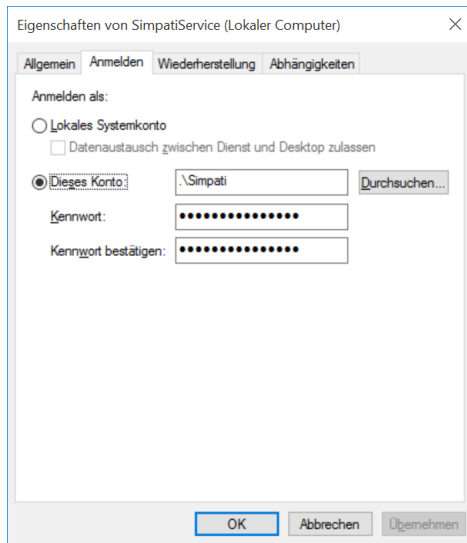 Eigenschaften von SimpatiService (Lokaler Computer)
Allgemein Anmelden Wiederherstellung Abhängigkeiten
Anmelden als:
Lokales Systemkonto
Datenaustausch zwischen Dienst und Desktop zulassen
Dieses Konto: .\Simpati Durchsuchen...
Kennwort: ●●●●●●●●●●●●●●●
Kennwort bestätigen: ●●●●●●●●●●●●●●●
OK Abbrechen Übernehmen